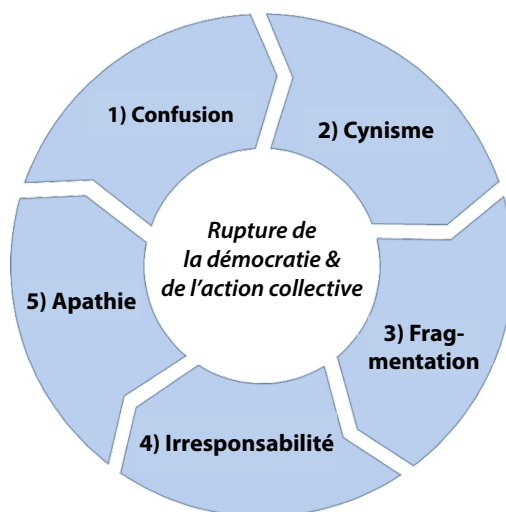 1) Confusion
2) Cynisme
Rupture de
la démocratie &
de l’action collective
3) Frag-
mentation
4) Irresponsabilité
5) Apathie